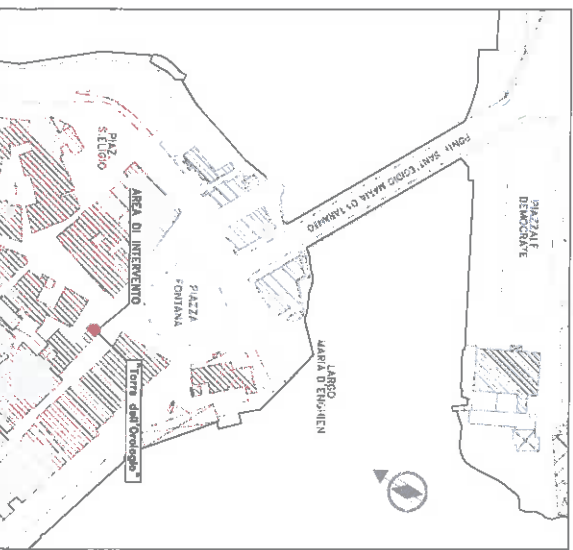 PONTE SANT'EGIDIO MARIA DI TARANTO
PIAZZALE
DEMOCRATE
PIAZ.
S.ELIGIO
AREA DI INTERVENTO
PIAZZA
FONTANA
LARGO
MARIA D'ENGHIEN
"Torre dell'Orologio"